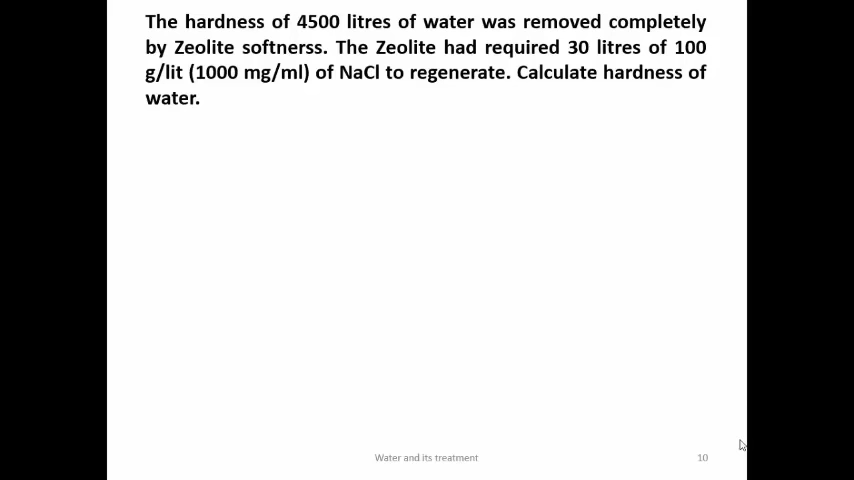 The hardness of 4500 litres of water was removed completely
by Zeolite softnerss. The Zeolite had required 30 litres of 100
g/lit (1000 mg/ml) of NaCl to regenerate. Calculate hardness of
water.
Water and its treatment
10